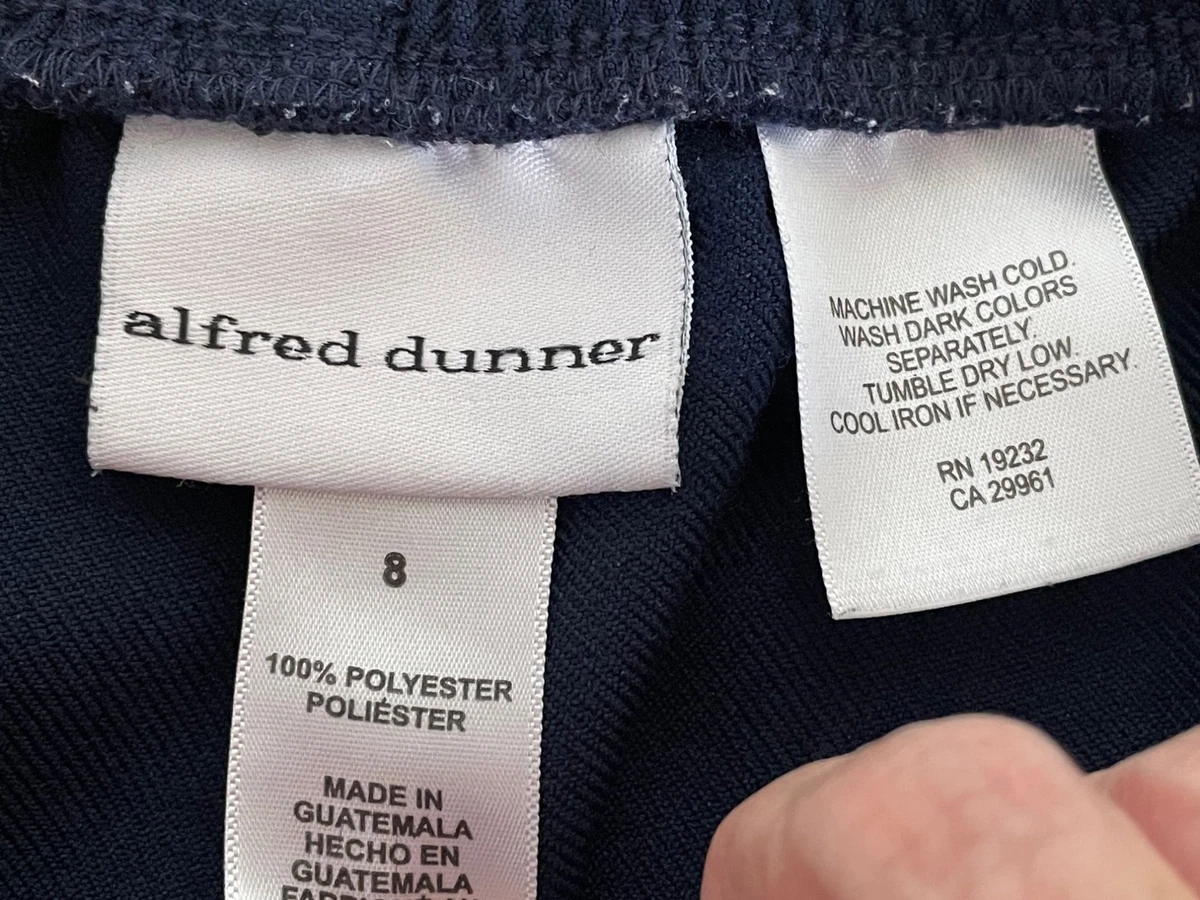 alfred dunner
8
100% POLYESTER
POLIÉSTER
MADE IN
GUATEMALA
HECHO EN
GUATEMALA
MACHINE WASH COLD.
WASH DARK COLORS
SEPARATELY.
TUMBLE DRY LOW.
COOL IRON IF NECESSARY.
RN 19232
CA 29961